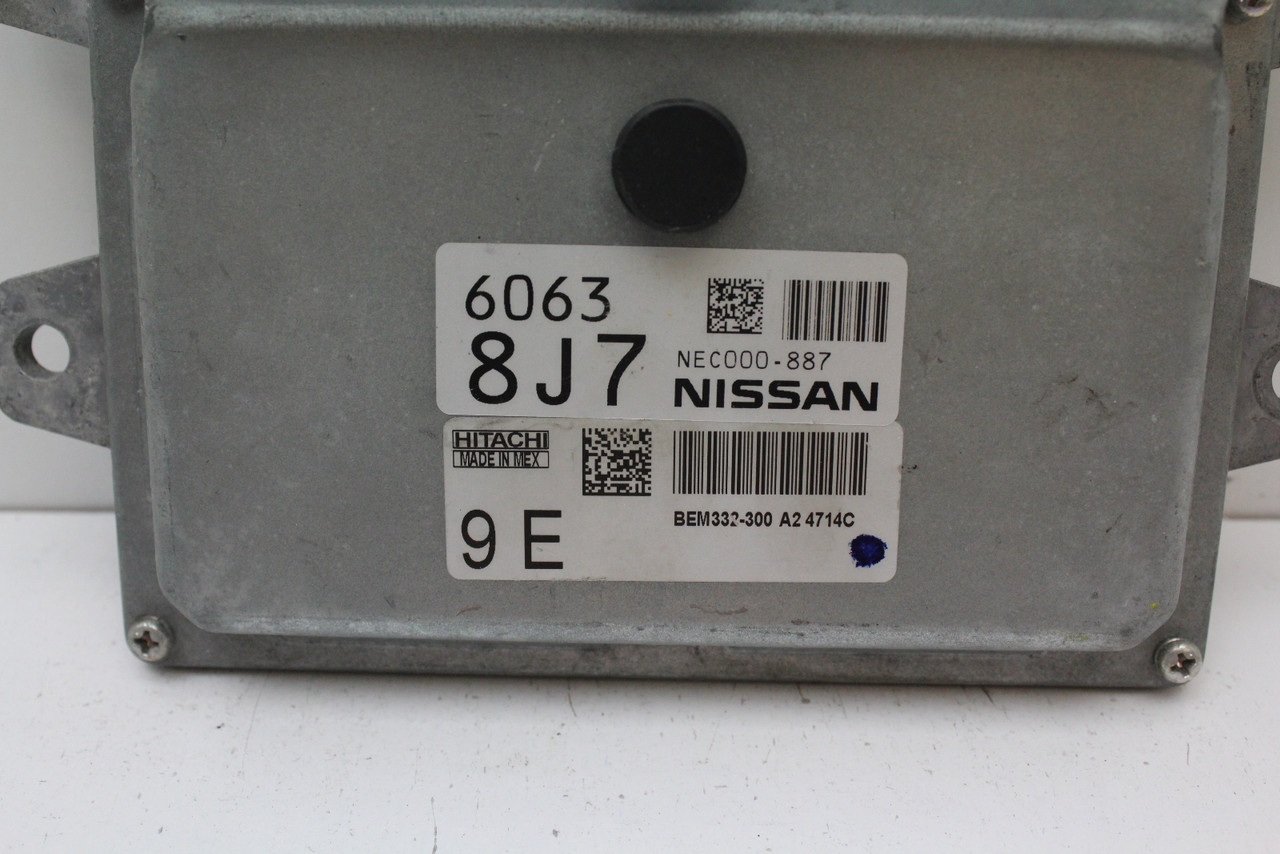 6063
8J7
NEC000-887
NISSAN
HITACHI
MADE IN MEX
9E
BEM332-300 A2 4714C